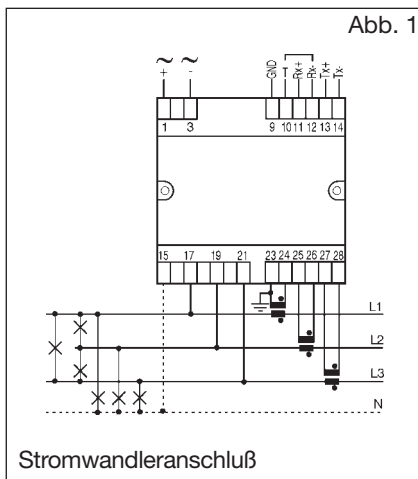 Abb. 1
~ ~
+ -
GND T Rx+ Rx- Tx+ Tx-
1 3 9 10 11 12 13 14
15 17 19 21 23 24 25 26 27 28
L1
L2
L3
N
Stromwandleranschluß